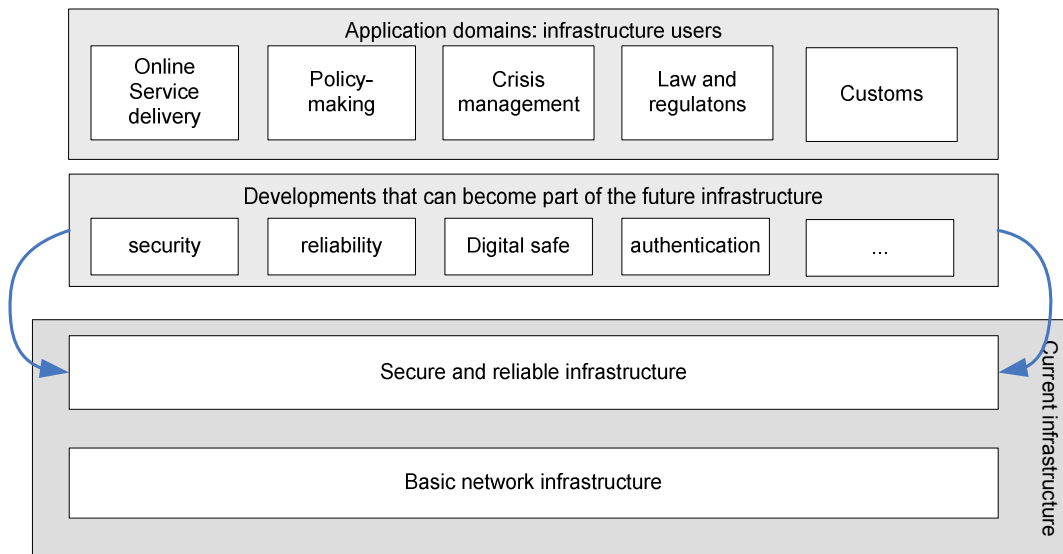 Application domains: infrastructure users
Online
Service
delivery
Policy-
making
Crisis
management
Law and
regulatons
Customs
Developments that can become part of the future infrastructure
security
reliability
Digital safe
authentication
...
Secure and reliable infrastructure
Basic network infrastructure
Current infrastructure